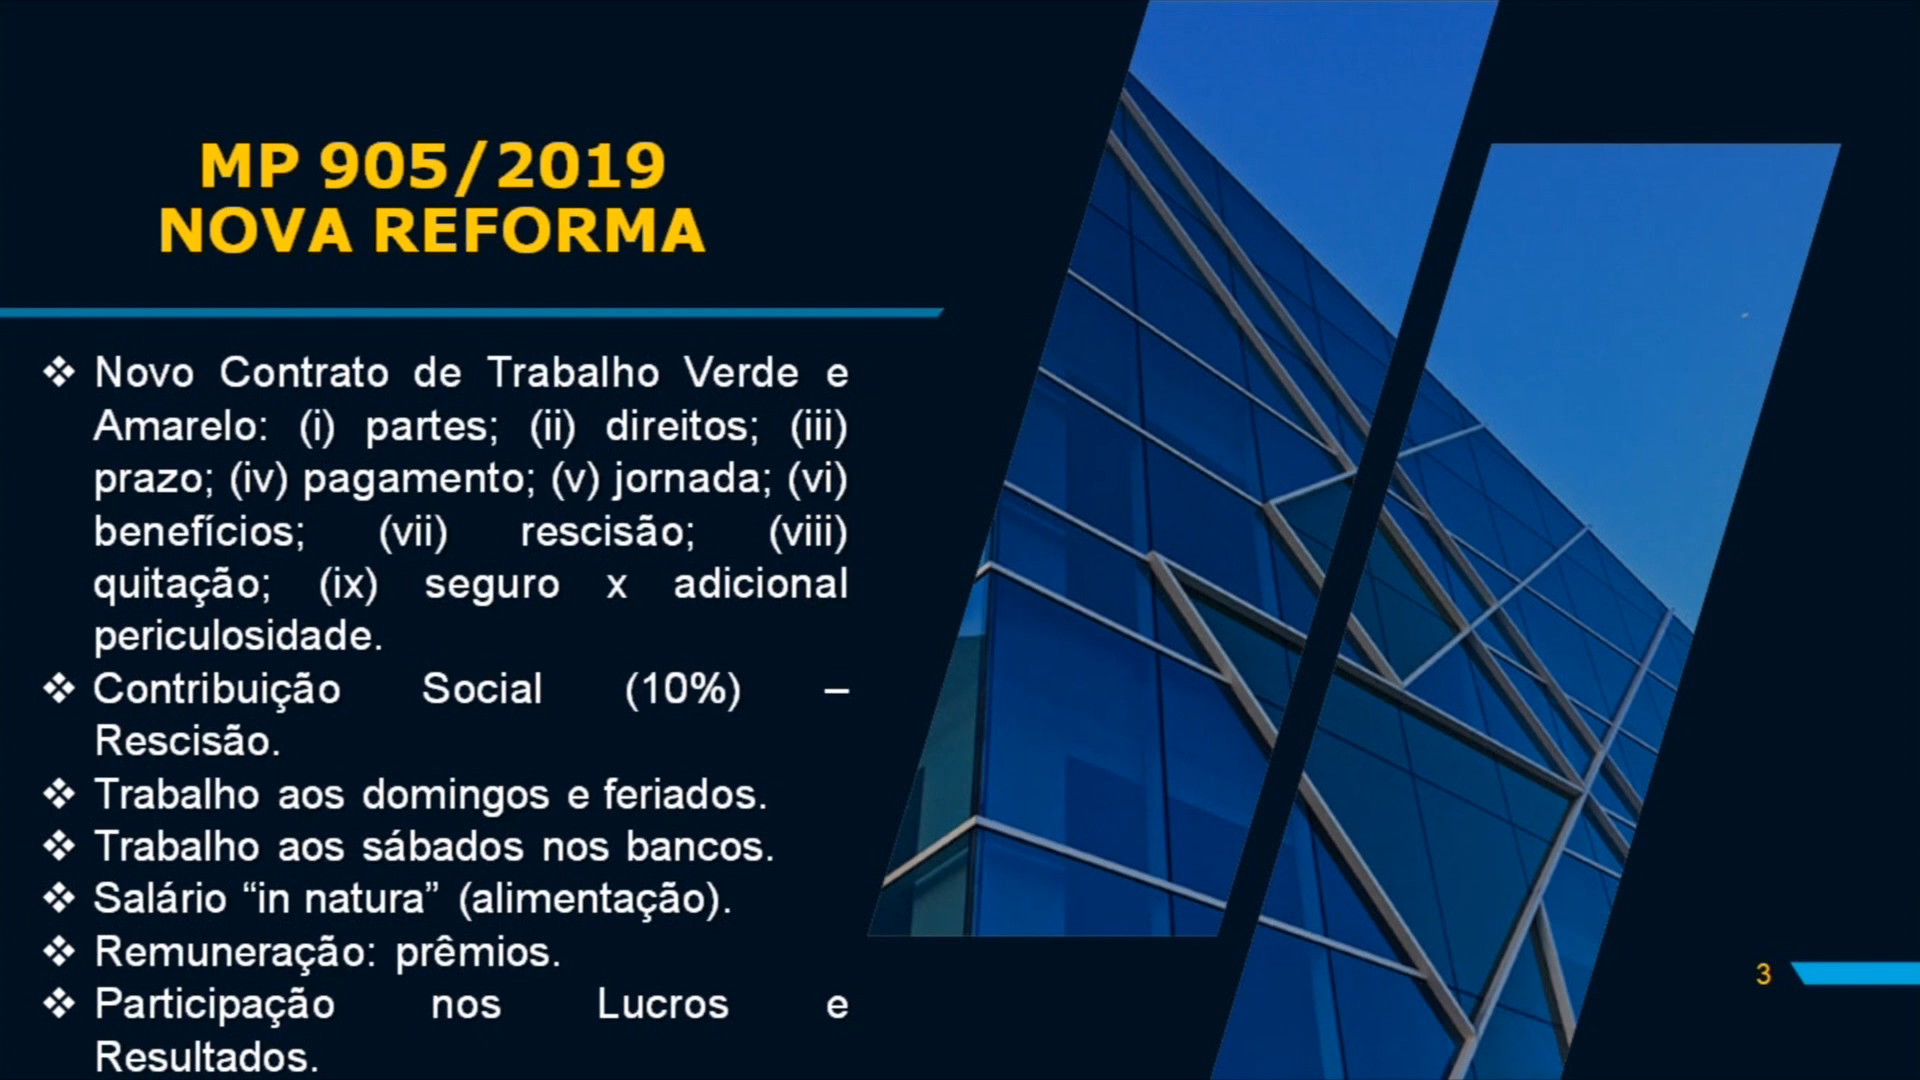 MP 905/2019
NOVA REFORMA
❖ Novo Contrato de Trabalho Verde e
Amarelo: (i) partes; (ii) direitos; (iii)
prazo; (iv) pagamento; (v) jornada; (vi)
benefícios; (vii) rescisão; (viii)
quitação; (ix) seguro x adicional
periculosidade.
❖ Contribuição Social (10%) –
Rescisão.
❖ Trabalho aos domingos e feriados.
❖ Trabalho aos sábados nos bancos.
❖ Salário “in natura” (alimentação).
❖ Remuneração: prêmios.
❖ Participação nos Lucros e
Resultados.
3